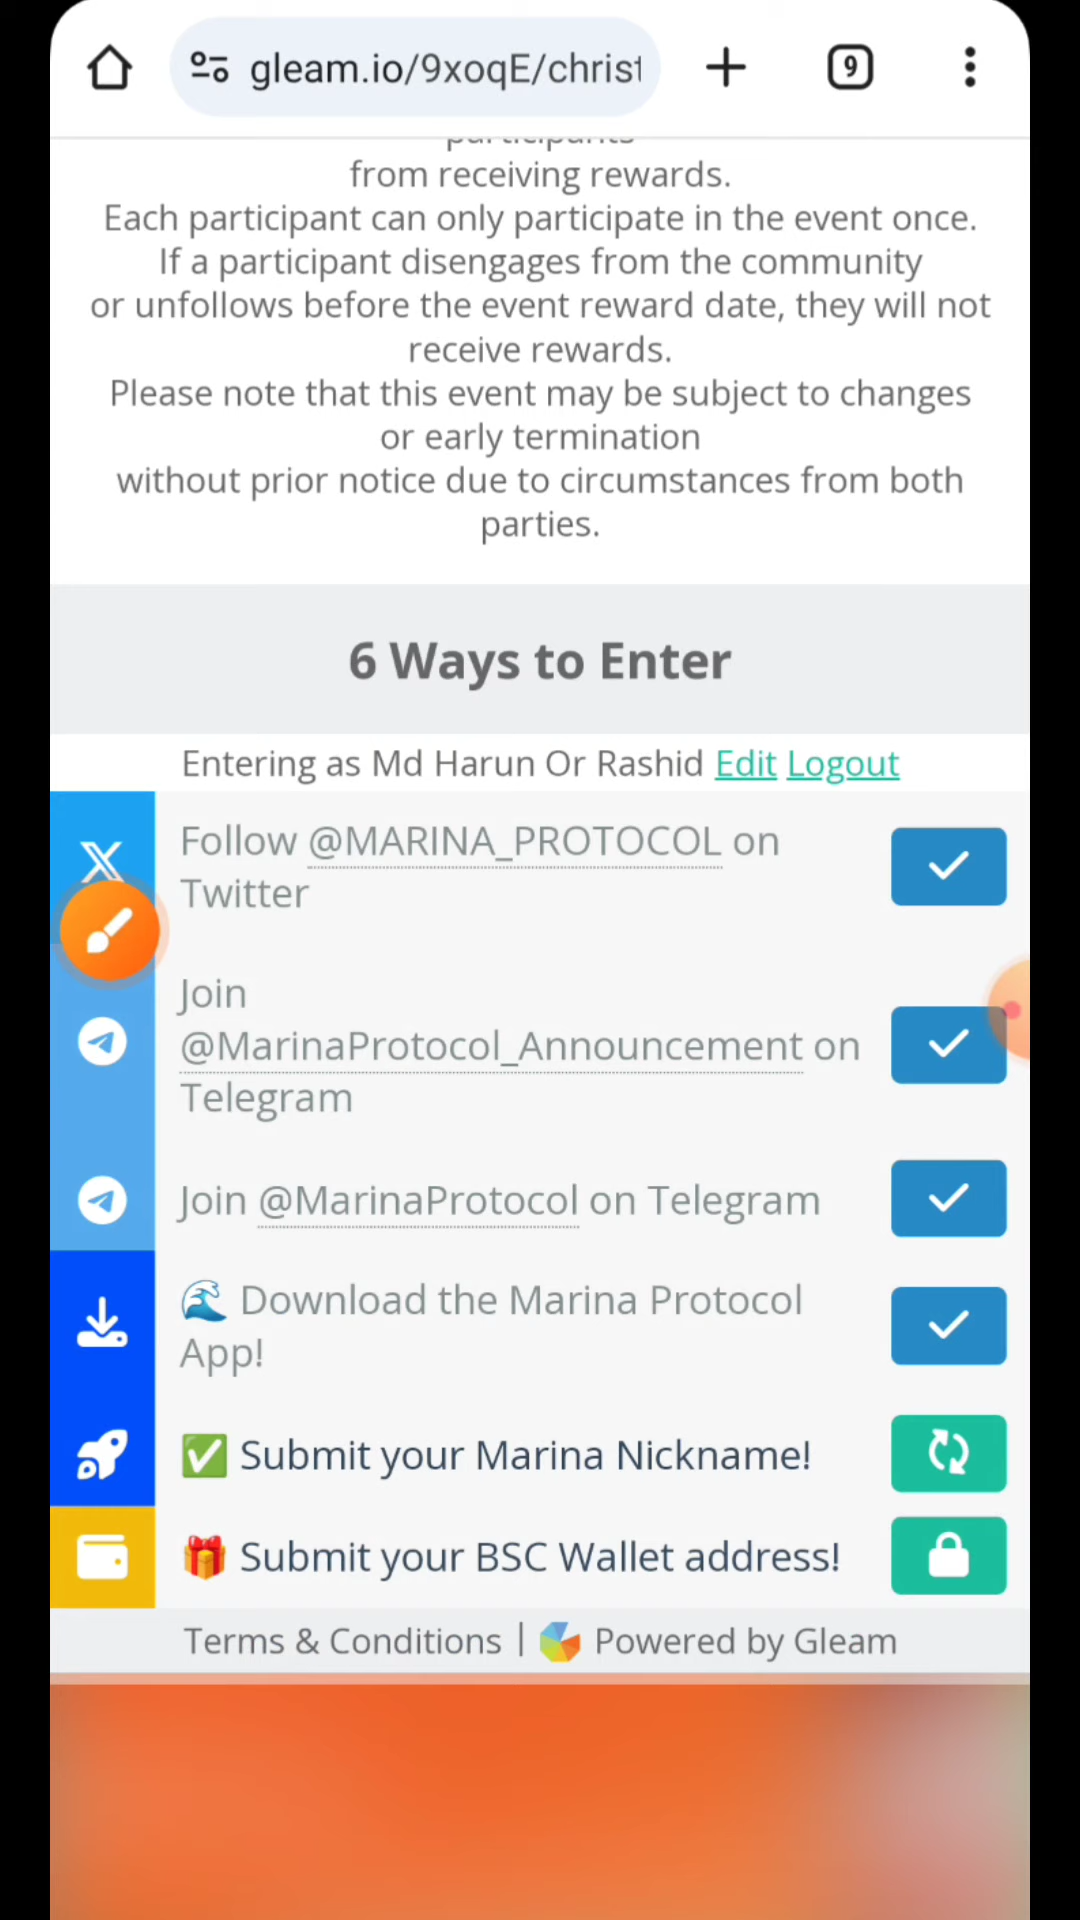 gleam.io/9xoqE/christ
9
participants
from receiving rewards.
Each participant can only participate in the event once.
If a participant disengages from the community
or unfollows before the event reward date, they will not
receive rewards.
Please note that this event may be subject to changes
or early termination
without prior notice due to circumstances from both
parties.
6 Ways to Enter
Entering as Md Harun Or Rashid Edit Logout
Follow @MARINA_PROTOCOL on
Twitter
Join
@MarinaProtocol_Announcement on
Telegram
Join @MarinaProtocol on Telegram
🌊 Download the Marina Protocol
App!
✅ Submit your Marina Nickname!
🎁 Submit your BSC Wallet address!
Terms & Conditions | Powered by Gleam